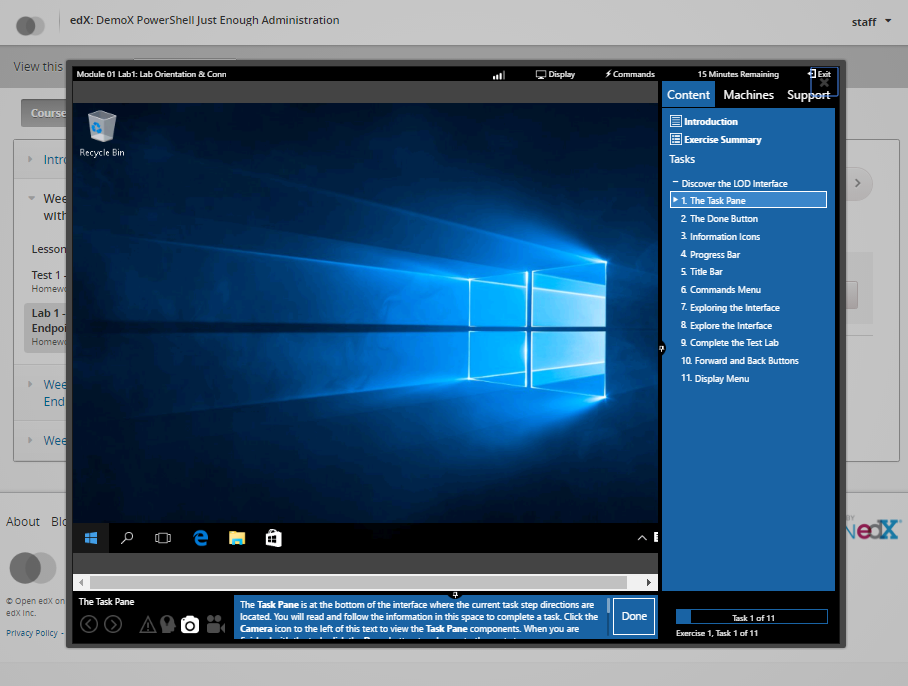 edX: DemoX PowerShell Just Enough Administration
staff
View this
Module 01 Lab1: Lab Orientation & Conn
Display
Commands
15 Minutes Remaining
Exit
Content
Machines
Support
Course
Recycle Bin
Introduction
Exercise Summary
Tasks
Discover the LOD Interface
1. The Task Pane
2. The Done Button
3. Information Icons
4. Progress Bar
5. Title Bar
6. Commands Menu
7. Exploring the Interface
8. Explore the Interface
9. Complete the Test Lab
10. Forward and Back Buttons
11. Display Menu
Intro
Wee
with
Lesson
Test 1 -
Homew
Lab 1 -
Endpoi
Homew
Wee
End
Wee
About Blo
© Open edX on
edX Inc.
Privacy Policy -
BY
N edX
The Task Pane
The Task Pane is at the bottom of the interface where the current task step directions are
located. You will read and follow the information in this space to complete a task. Click the
Camera icon to the left of this text to view the Task Pane components. When you are
Done
Task 1 of 11
Exercise 1, Task 1 of 11